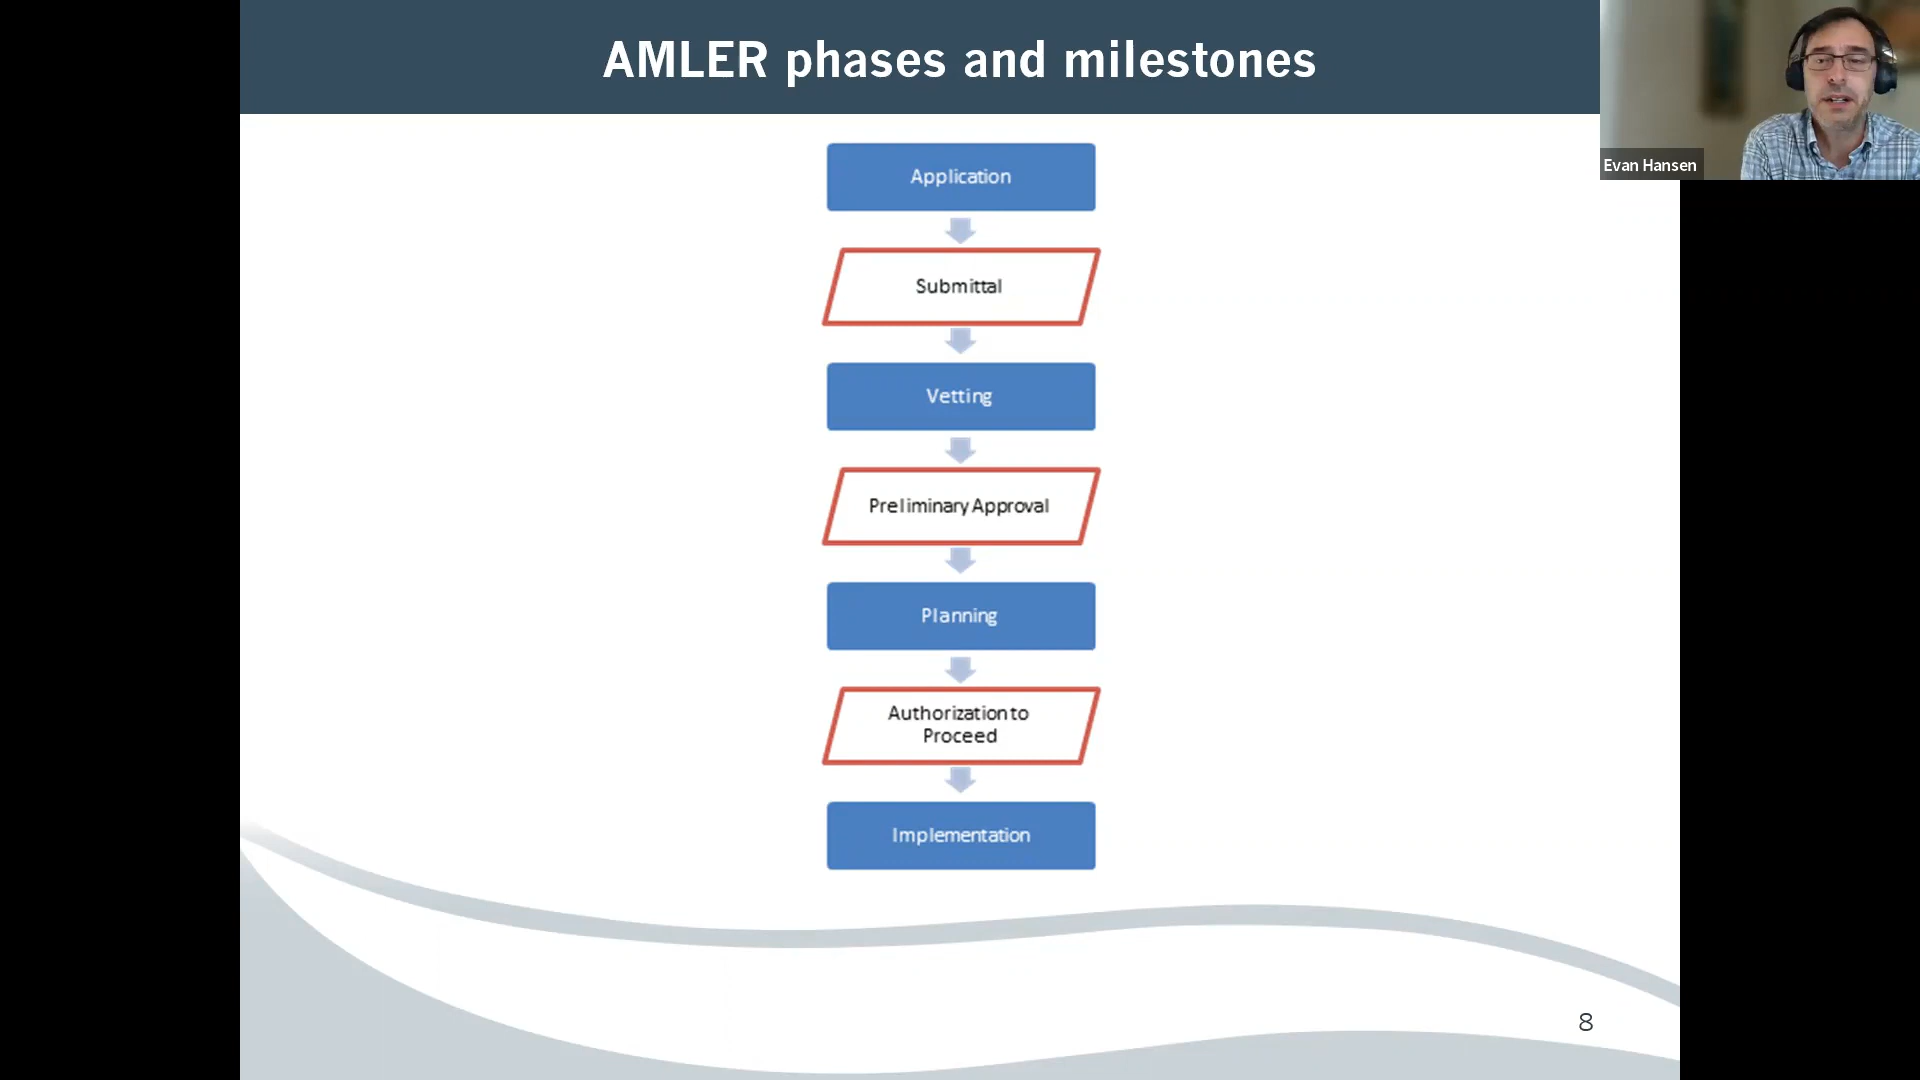 AMLER phases and milestones
Evan Hansen
Application
Submittal
Vetting
Preliminary Approval
Planning
Authorization to
Proceed
Implementation
8